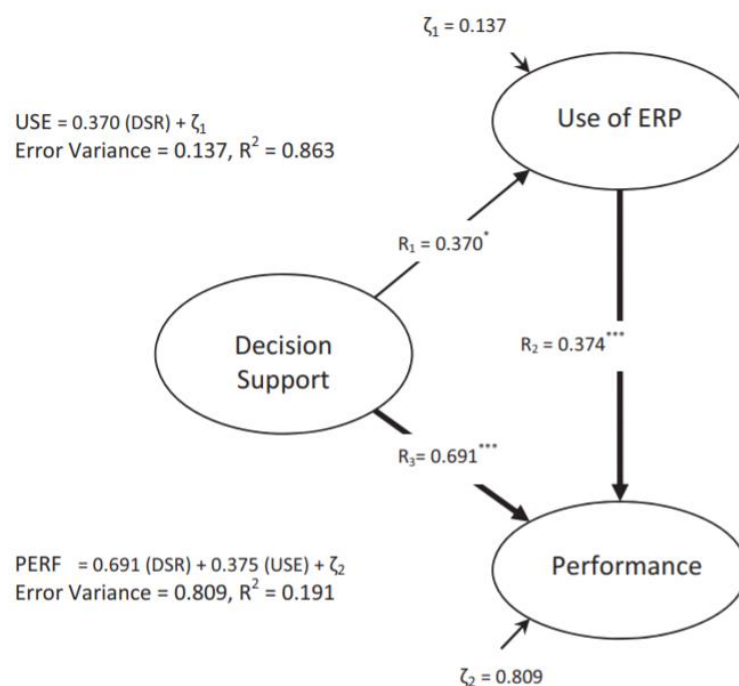 ζ₁ = 0.137
Use of ERP
USE = 0.370 (DSR) + ζ₁
Error Variance = 0.137, R² = 0.863
R₁ = 0.370*
Decision
Support
R₂ = 0.374***
R₃= 0.691***
PERF = 0.691 (DSR) + 0.375 (USE) + ζ₂
Error Variance = 0.809, R² = 0.191
Performance
ζ₂ = 0.809